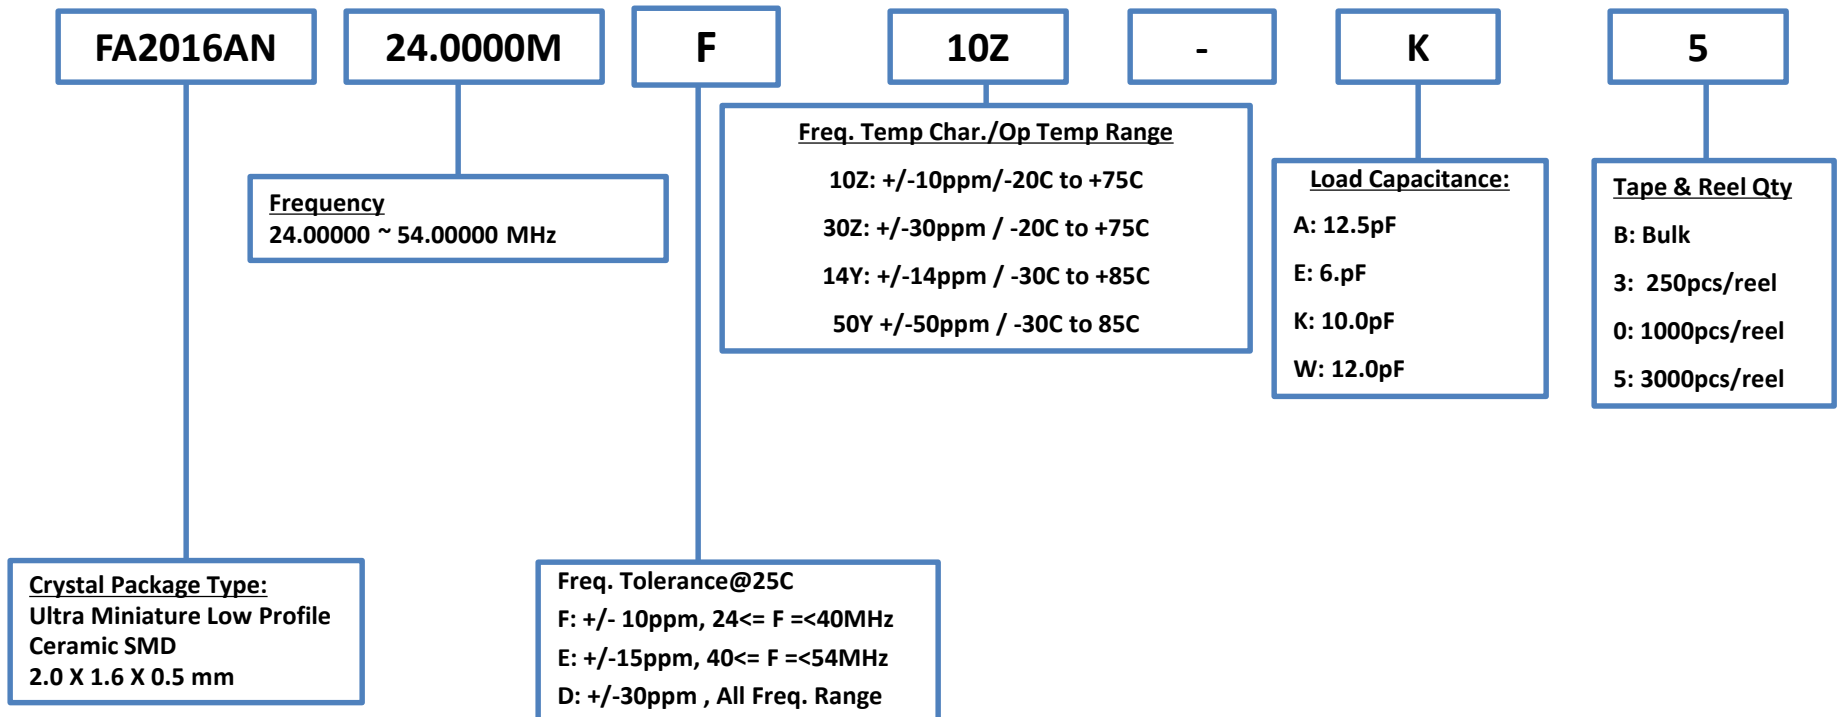 FA2016AN 24.0000M F 10Z - K 5
Frequency
24.00000 ~ 54.00000 MHz
Freq. Temp Char./Op Temp Range
10Z: +/-10ppm/-20C to +75C
30Z: +/-30ppm / -20C to +75C
14Y: +/-14ppm / -30C to +85C
50Y +/-50ppm / -30C to 85C
Load Capacitance:
A: 12.5pF
E: 6.pF
K: 10.0pF
W: 12.0pF
Tape & Reel Qty
B: Bulk
3: 250pcs/reel
0: 1000pcs/reel
5: 3000pcs/reel
Crystal Package Type:
Ultra Miniature Low Profile
Ceramic SMD
2.0 X 1.6 X 0.5 mm
Freq. Tolerance@25C
F: +/- 10ppm, 24<= F =<40MHz
E: +/-15ppm, 40<= F =<54MHz
D: +/-30ppm , All Freq. Range